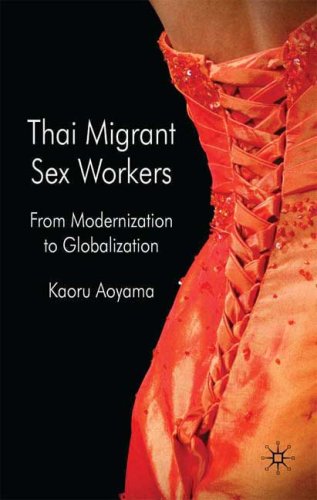 Thai Migrant
Sex Workers
From Modernization
to Globalization
Kaoru Aoyama